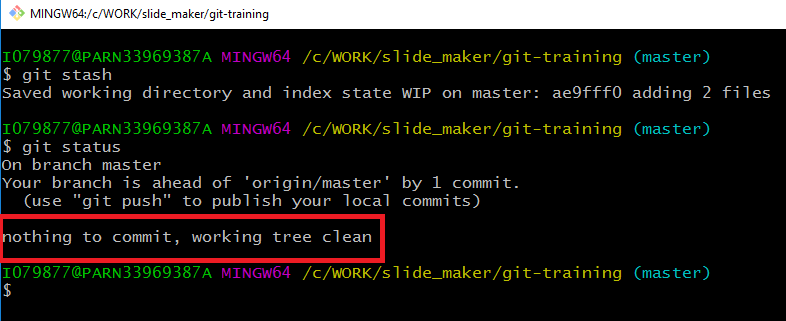 MINGW64:/c/WORK/slide_maker/git-training
I079877@PARN33969387A MINGW64 /c/WORK/slide_maker/git-training (master)
$ git stash
Saved working directory and index state WIP on master: ae9fff0 adding 2 files
I079877@PARN33969387A MINGW64 /c/WORK/slide_maker/git-training (master)
$ git status
On branch master
Your branch is ahead of 'origin/master' by 1 commit.
(use "git push" to publish your local commits)
nothing to commit, working tree clean
I079877@PARN33969387A MINGW64 /c/WORK/slide_maker/git-training (master)
$